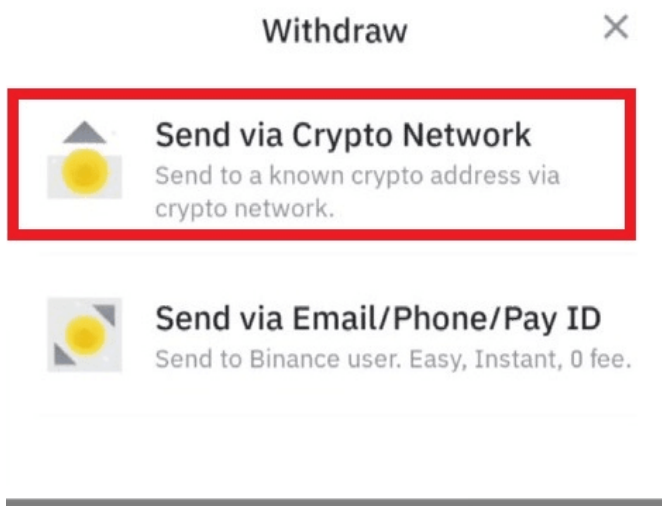 Withdraw
Send via Crypto Network
Send to a known crypto address via
crypto network.
Send via Email/Phone/Pay ID
Send to Binance user. Easy, Instant, 0 fee.